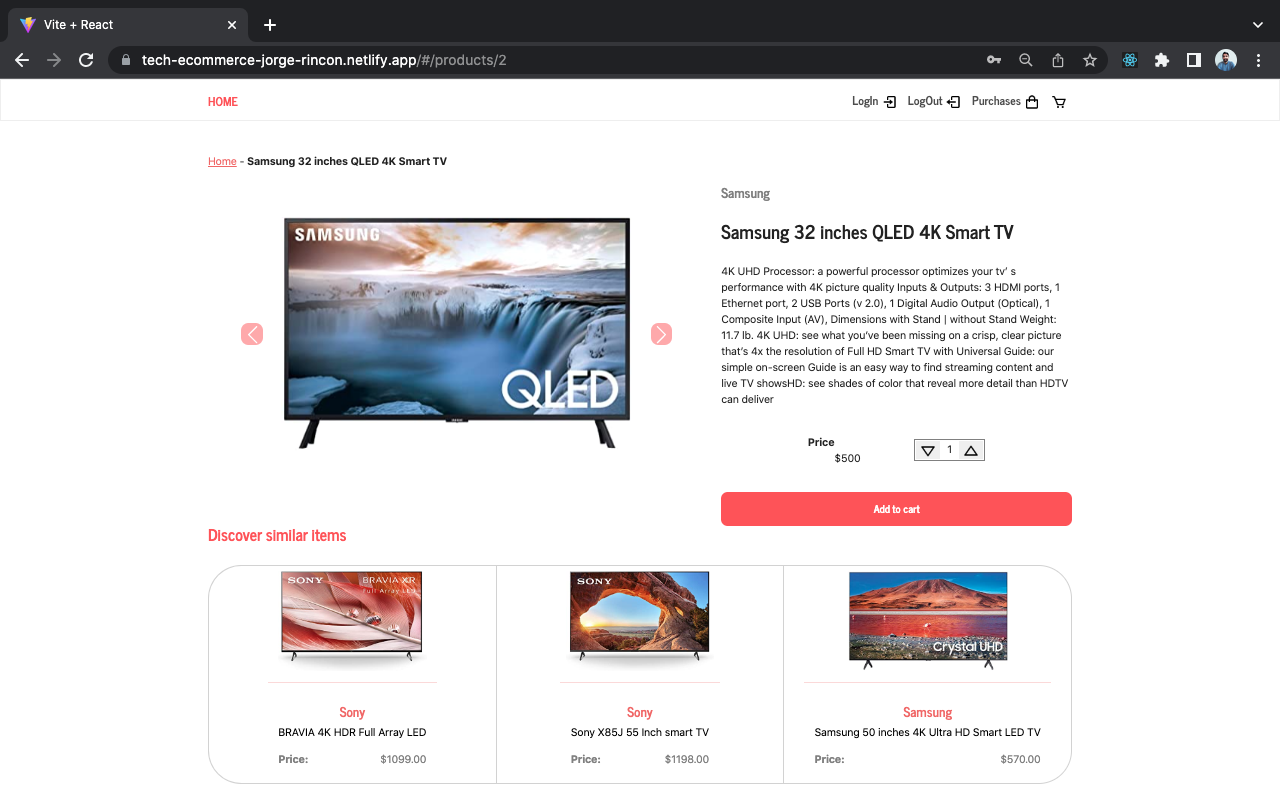 Vite + React
tech-ecommerce-jorge-rincon.netlify.app/#/products/2
HOME
LogIn
LogOut
Purchases
Home - Samsung 32 inches QLED 4K Smart TV
SAMSUNG
QLED
Samsung
Samsung 32 inches QLED 4K Smart TV
4K UHD Processor: a powerful processor optimizes your tv’ s
performance with 4K picture quality Inputs & Outputs: 3 HDMI ports, 1
Ethernet port, 2 USB Ports (v 2.0), 1 Digital Audio Output (Optical), 1
Composite Input (AV), Dimensions with Stand | without Stand Weight:
11.7 lb. 4K UHD: see what you’ve been missing on a crisp, clear picture
that’s 4x the resolution of Full HD Smart TV with Universal Guide: our
simple on-screen Guide is an easy way to find streaming content and
live TV showsHD: see shades of color that reveal more detail than HDTV
can deliver
Price
$500
1
Add to cart
Discover similar items
SONY
BRAVIA XR
Full Array LED
Sony
BRAVIA 4K HDR Full Array LED
Price: $1099.00
SONY
Sony
Sony X85J 55 Inch smart TV
Price: $1198.00
Crystal UHD
Samsung
Samsung 50 inches 4K Ultra HD Smart LED TV
Price: $570.00